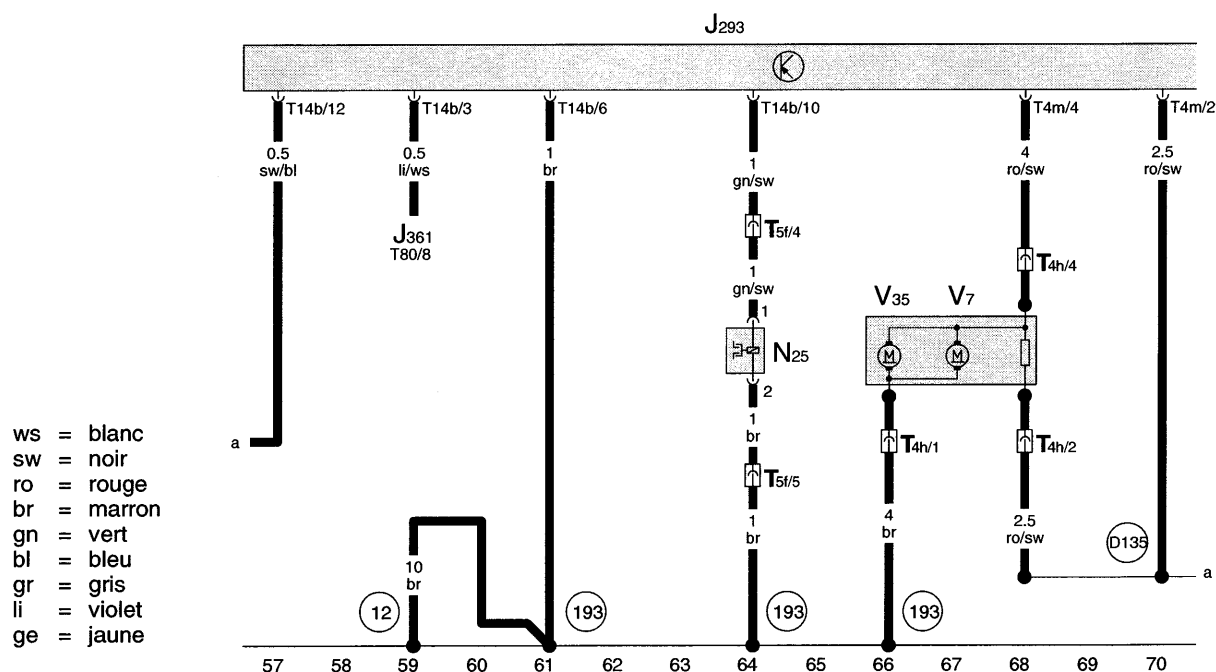 J293
T14b/12
T14b/3
T14b/6
T14b/10
T4m/4
T4m/2
0.5
sw/bl
0.5
li/ws
1
br
1
gn/sw
4
ro/sw
2.5
ro/sw
J361
T80/8
T5f/4
T4h/4
1
gn/sw
1
V35
V7
M
M
N25
2
ws = blanc
sw = noir
ro = rouge
br = marron
gn = vert
bl = bleu
gr = gris
li = violet
ge = jaune
a
1
br
T4h/1
T4h/2
T5f/5
10
br
1
br
4
br
2.5
ro/sw
D135
a
12
193
193
193
57 58 59 60 61 62 63 64 65 66 67 68 69 70